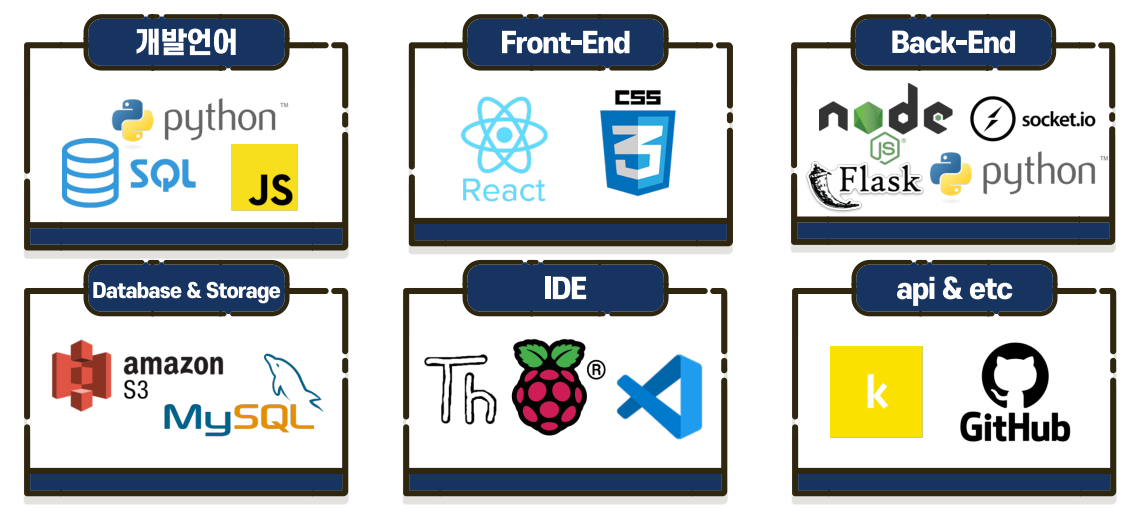 개발언어
python™
SQL
JS
Front-End
React
CSS
3
Back-End
node
JS®
socket.io
Flask
python™
Database & Storage
amazon
S3
MySQL
IDE
Th
®
api & etc
k
GitHub